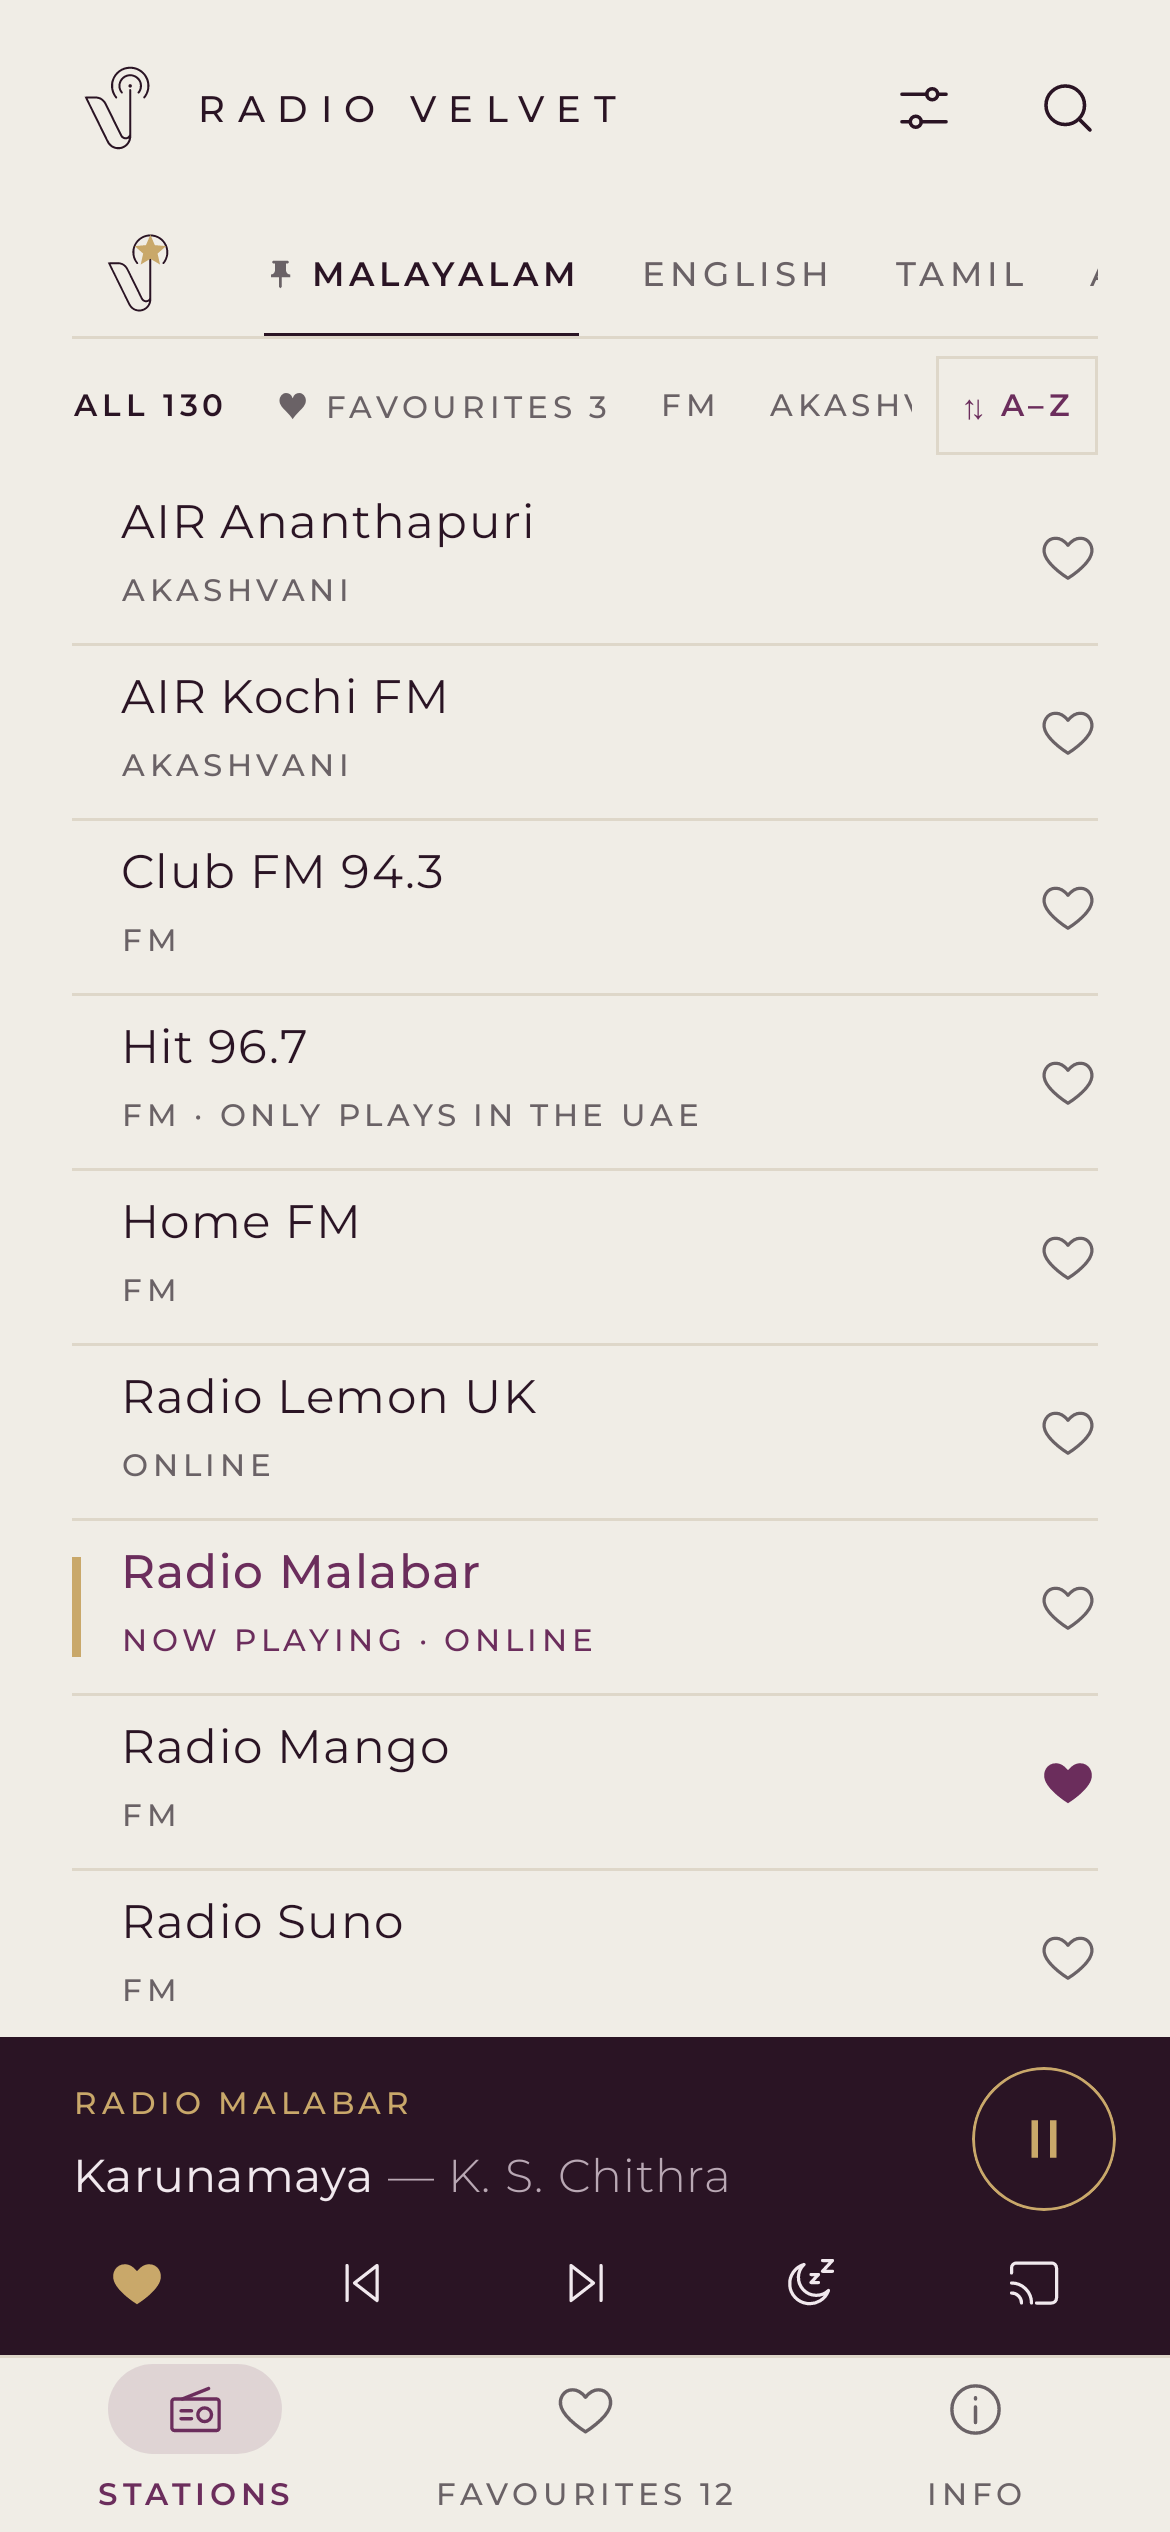 RADIO VELVET
MALAYALAM ENGLISH TAMIL
ALL 130 FAVOURITES 3 FM A–Z
AIR Ananthapuri
AKASHVANI
AIR Kochi FM
AKASHVANI
Club FM 94.3
FM
Hit 96.7
FM · ONLY PLAYS IN THE UAE
Home FM
FM
Radio Lemon UK
ONLINE
Radio Malabar
NOW PLAYING · ONLINE
Radio Mango
FM
Radio Suno
FM
RADIO MALABAR
Karunamaya — K. S. Chithra
STATIONS FAVOURITES 12 INFO